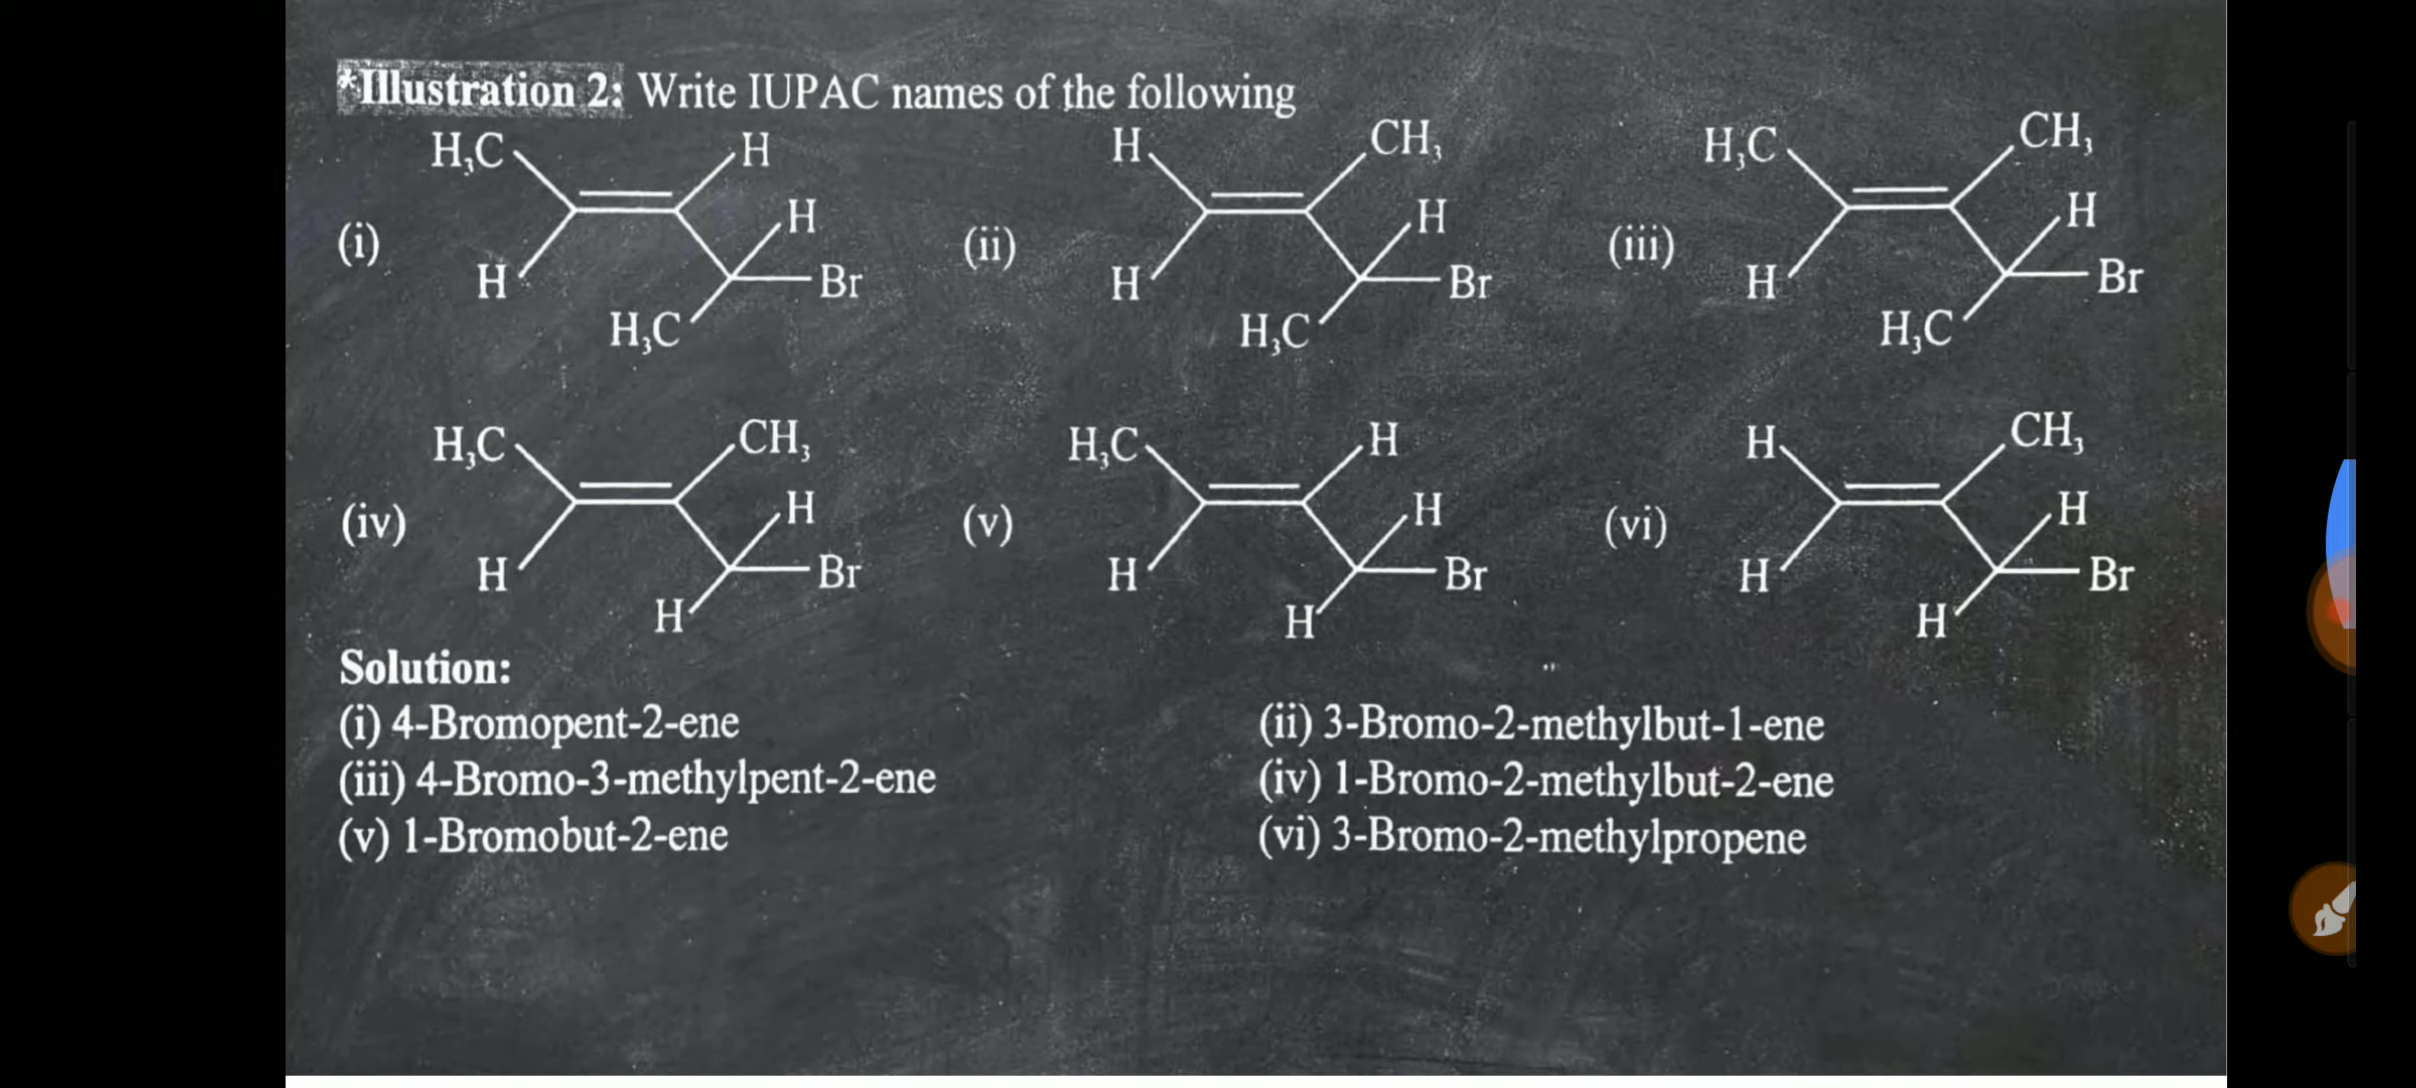 *Illustration 2: Write IUPAC names of the following
(i) H₃C H H Br H H₃C
(ii) H CH₃ H Br H H₃C
(iii) H₃C CH₃ H Br H H₃C
(iv) H₃C CH₃ H Br H H
(v) H₃C H H Br H H
(vi) H CH₃ H Br H H
Solution:
(i) 4-Bromopent-2-ene
(ii) 3-Bromo-2-methylbut-1-ene
(iii) 4-Bromo-3-methylpent-2-ene
(iv) 1-Bromo-2-methylbut-2-ene
(v) 1-Bromobut-2-ene
(vi) 3-Bromo-2-methylpropene